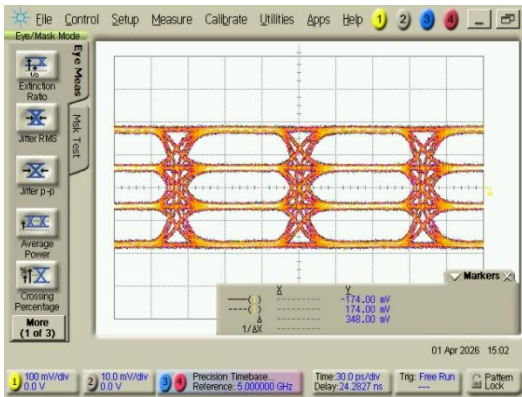 File Control Setup Measure Calibrate Utilities Apps Help 1 2 3 4
Eye/Mask Mode
Eye Meas
Msk Test
Extinction
Ratio
Jitter RMS
Jitter p-p
Average
Power
Crossing
Percentage
More
(1 of 3)
Markers
X Y
-174.00 mV
174.00 mV
Δ 348.00 mV
1/ΔX
01 Apr 2026 15:02
1 100 mV/div
0.0 V
2 10.0 mV/div
0.0 V
3 4 Precision Timebase...
Reference: 5.000000 GHz
Time:30.0 ps/div
Delay:24.2827 ns
Trig: Free Run
---
Pattern
Lock